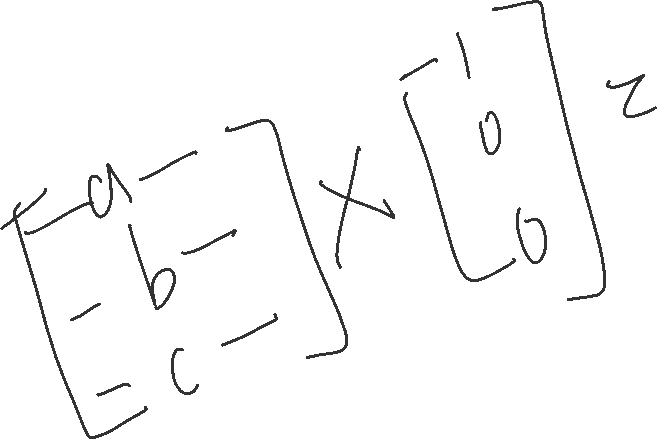 [ — a — ] × [ 1 ] =
[ — b — ] [ 0 ]
[ — c — ] [ 0 ]